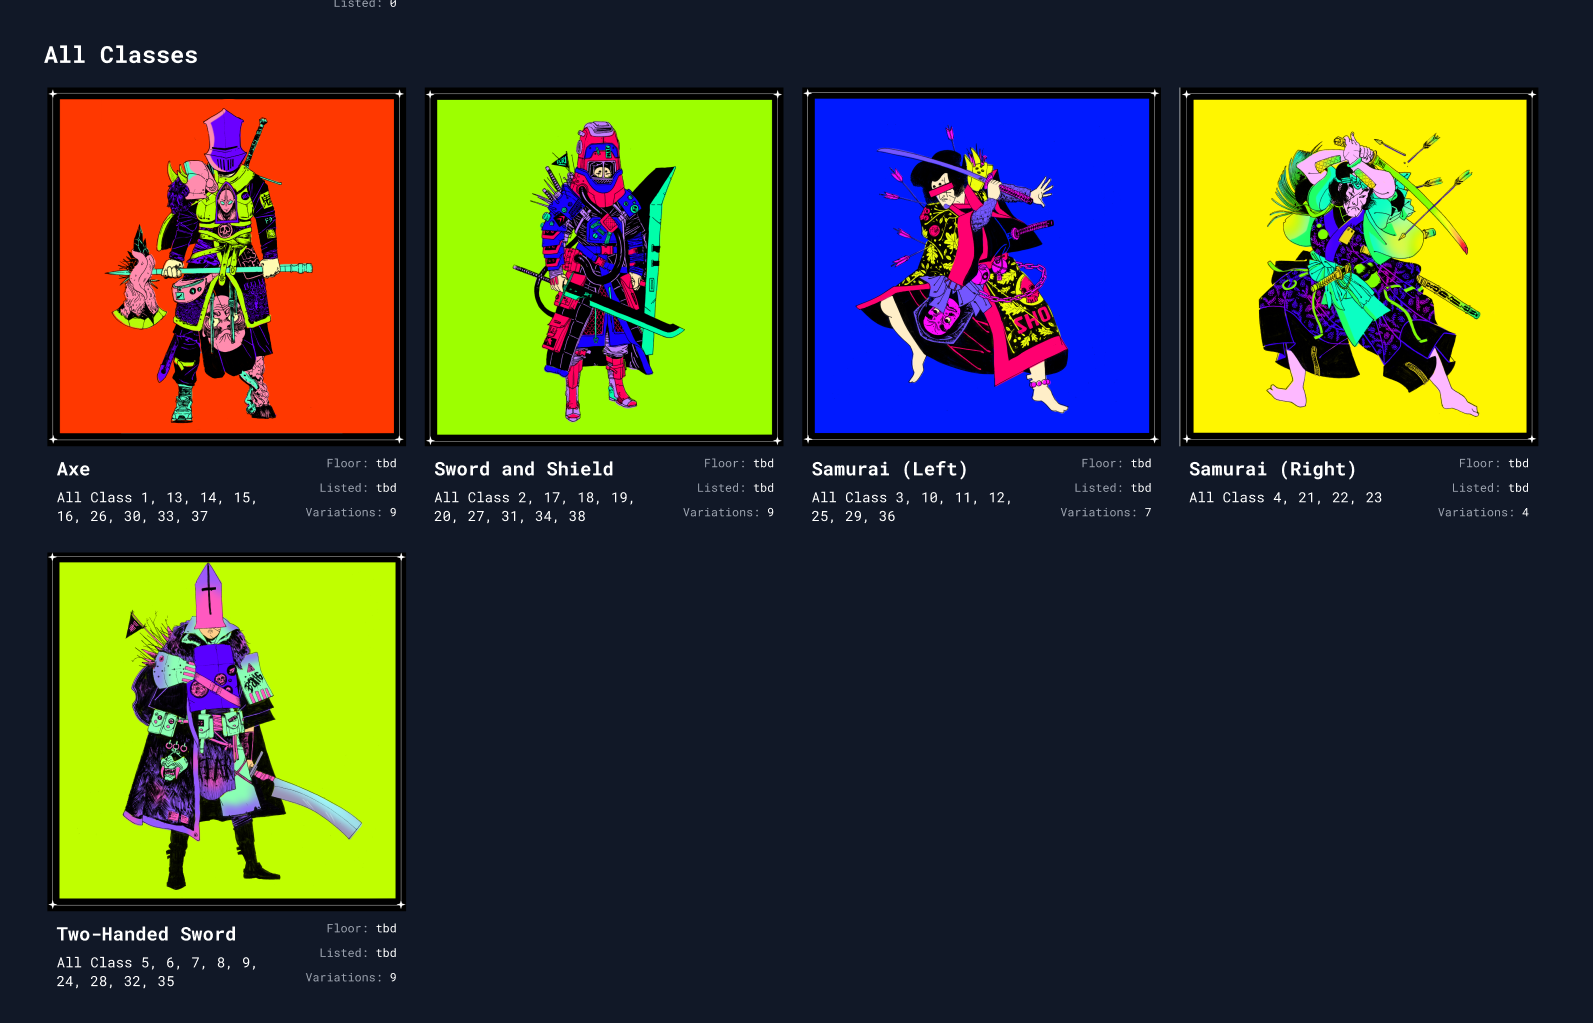 Listed: 0
All Classes
Axe
Floor: tbd
Listed: tbd
Variations: 9
All Class 1, 13, 14, 15,
16, 26, 30, 33, 37
Sword and Shield
Floor: tbd
Listed: tbd
Variations: 9
All Class 2, 17, 18, 19,
20, 27, 31, 34, 38
SHO
Samurai (Left)
Floor: tbd
Listed: tbd
Variations: 7
All Class 3, 10, 11, 12,
25, 29, 36
Samurai (Right)
Floor: tbd
Listed: tbd
Variations: 4
All Class 4, 21, 22, 23
Two-Handed Sword
Floor: tbd
Listed: tbd
Variations: 9
All Class 5, 6, 7, 8, 9,
24, 28, 32, 35